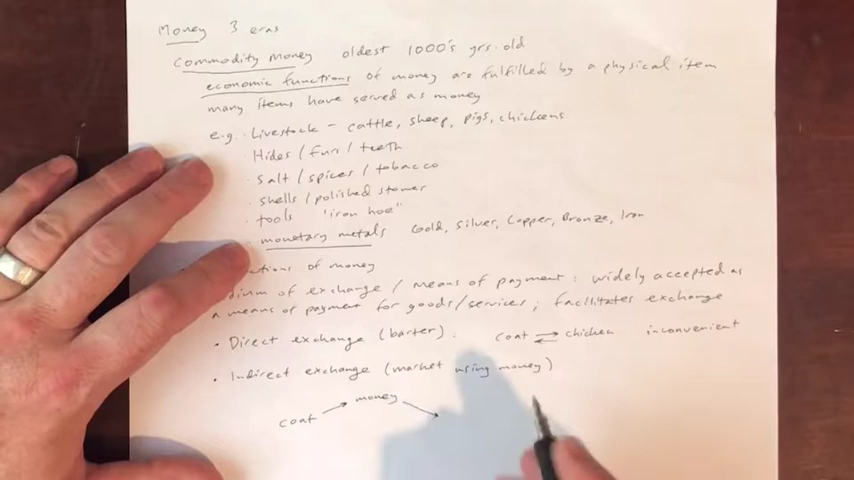 Money 3 eras
Commodity Money oldest 1000's yrs. old
economic functions of money are fulfilled by a physical item
many items have served as money
e.g. · Livestock - cattle, sheep, pigs, chickens
· Hides / furs / teeth
· Salt / spices / tobacco
· shells / polished stones
· tools "iron hoe"
· monetary metals Gold, Silver, Copper, Bronze, Iron
of money
of exchange / means of payment : widely accepted as
a means of payment for goods/services ; facilitates exchange
• Direct exchange (barter) : coat ⇄ chicken inconvenient
• Indirect exchange (market using money)
money
coat